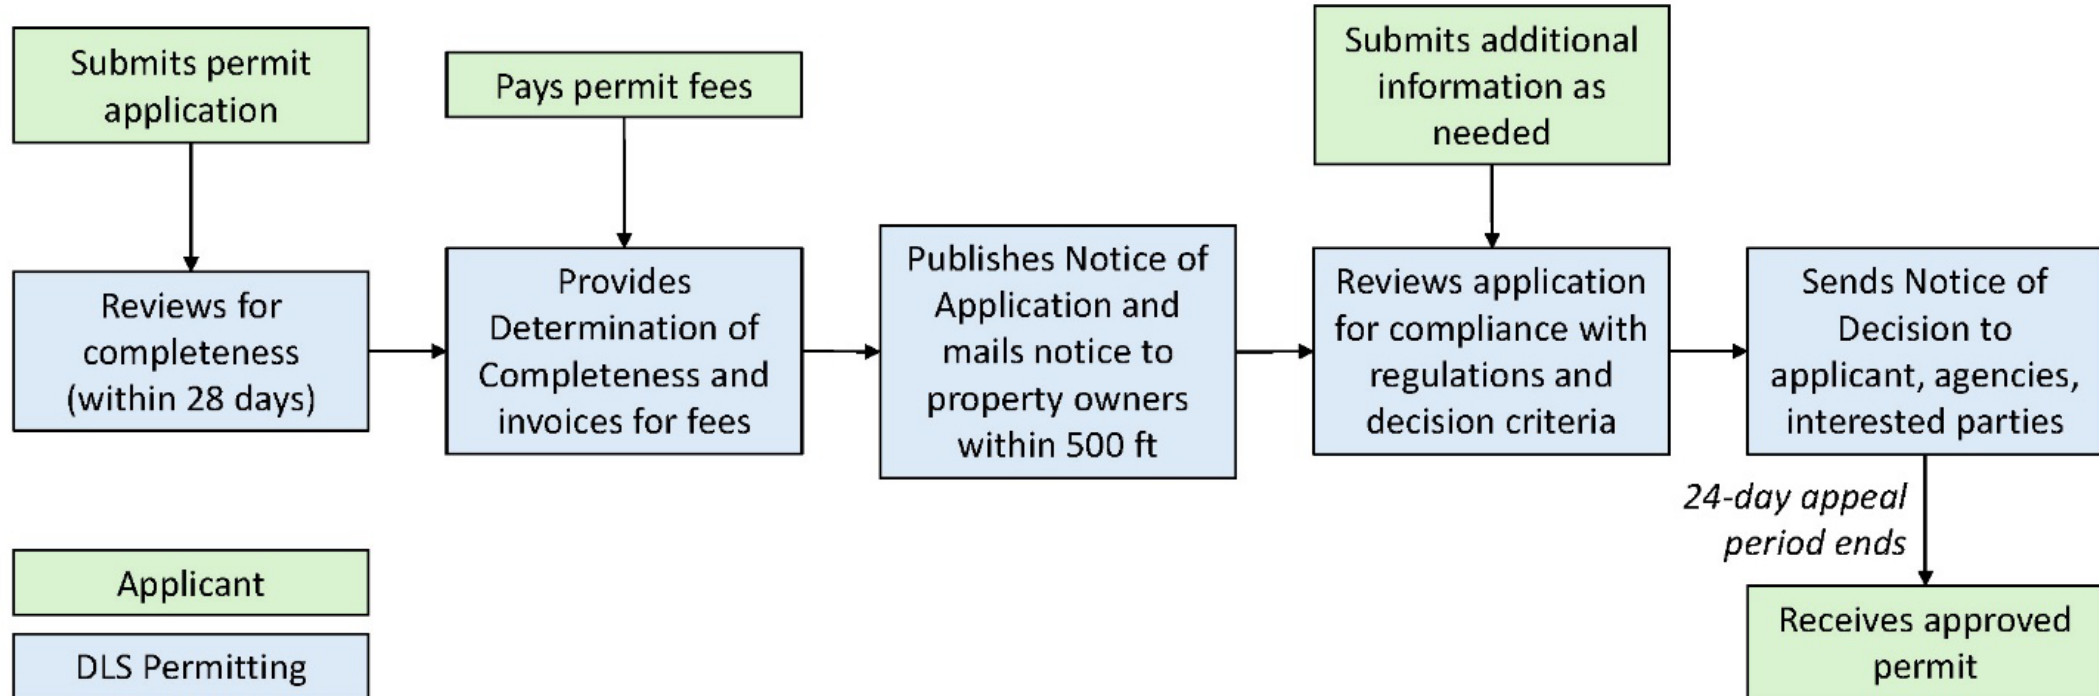 Submits permit
application
Pays permit fees
Submits additional
information as
needed
Reviews for
completeness
(within 28 days)
Provides
Determination of
Completeness and
invoices for fees
Publishes Notice of
Application and
mails notice to
property owners
within 500 ft
Reviews application
for compliance with
regulations and
decision criteria
Sends Notice of
Decision to
applicant, agencies,
interested parties
24-day appeal
period ends
Receives approved
permit
Applicant
DLS Permitting